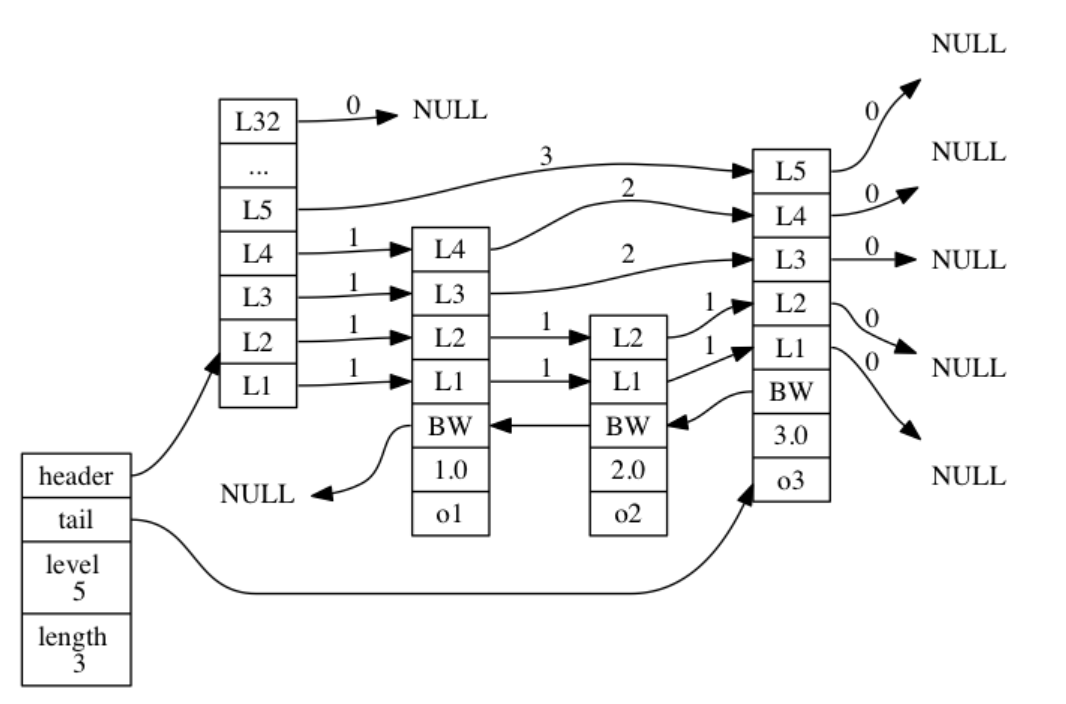 NULL
L32
0
NULL
...
L5
3
L4
1
L3
1
L2
1
L1
1
L4
2
L3
2
L2
1
L1
1
BW
1.0
o1
NULL
L2
1
L1
1
BW
2.0
o2
L5
0
L4
0
NULL
L3
0
NULL
L2
0
NULL
L1
0
NULL
BW
3.0
o3
header
tail
level
5
length
3